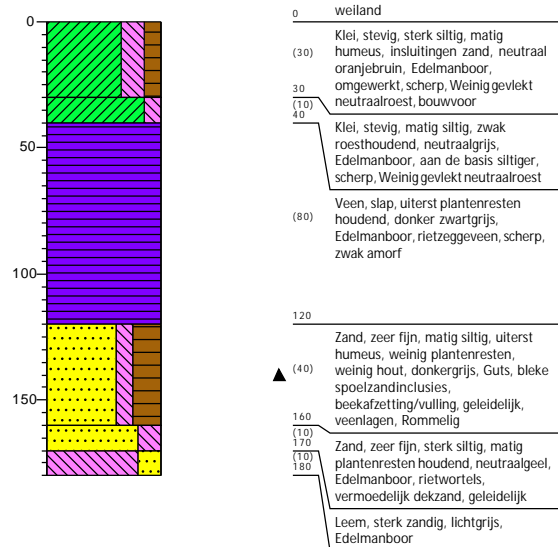 0
50
100
150
0 weiland
(30) Klei, stevig, sterk siltig, matig
humeus, insluitingen zand, neutraal
oranjebruin, Edelmanboor,
omgewerkt, scherp, Weinig gevlekt
neutraalroest, bouwvoor
30
(10)
40
Klei, stevig, matig siltig, zwak
roesthoudend, neutraalgrijs,
Edelmanboor, aan de basis siltiger,
scherp, Weinig gevlekt neutraalroest
(80)
Veen, slap, uiterst plantenresten
houdend, donker zwartgrijs,
Edelmanboor, rietzeggeveen, scherp,
zwak amorf
120
(40)
Zand, zeer fijn, matig siltig, uiterst
humeus, weinig plantenresten,
weinig hout, donkergrijs, Guts, bleke
spoelzandinclusies,
beekafzetting/vulling, geleidelijk,
veenlagen, Rommelig
160
(10)
170
(10)
180
Zand, zeer fijn, sterk siltig, matig
plantenresten houdend, neutraalgeel,
Edelmanboor, rietwortels,
vermoedelijk dekzand, geleidelijk
Leem, sterk zandig, lichtgrijs,
Edelmanboor